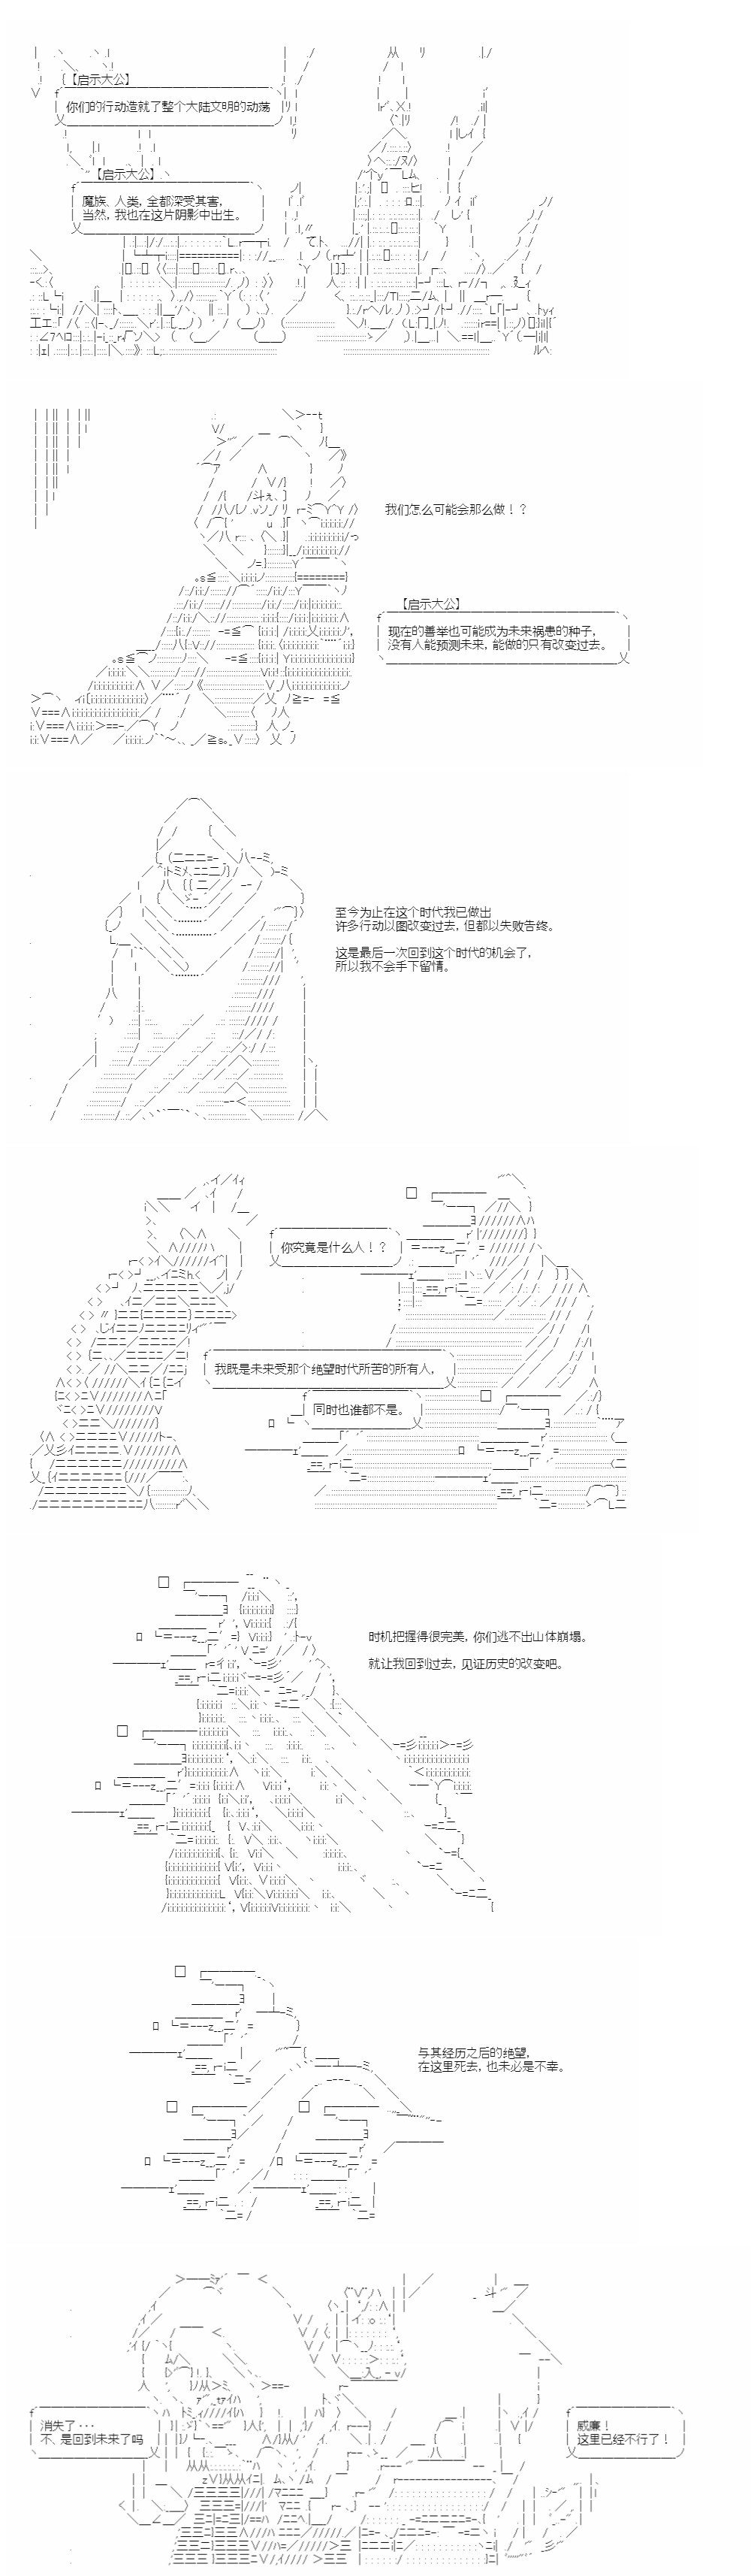 【启示大公】
你们的行动造就了整个大陆文明的动荡
【启示大公】
魔族、人类，全都深受其害，
当然，我也在这片阴影中出生。
我们怎么可能会那么做！？
【启示大公】
现在的善举也可能成为未来祸患的种子，
没有人能预测未来，能做的只有改变过去。
至今为止在这个时代我已做出
许多行动以图改变过去，但都以失败告终。
这是最后一次回到这个时代的机会了，
所以我不会手下留情。
你究竟是什么人！？
我既是未来受那个绝望时代所苦的所有人，
同时也谁都不是。
时机把握得很完美，你们逃不出山体崩塌。
就让我回到过去，见证历史的改变吧。
与其经历之后的绝望，
在这里死去，也未必是不幸。
消失了･･･
不、是回到未来了吗
威廉！
这里已经不行了！